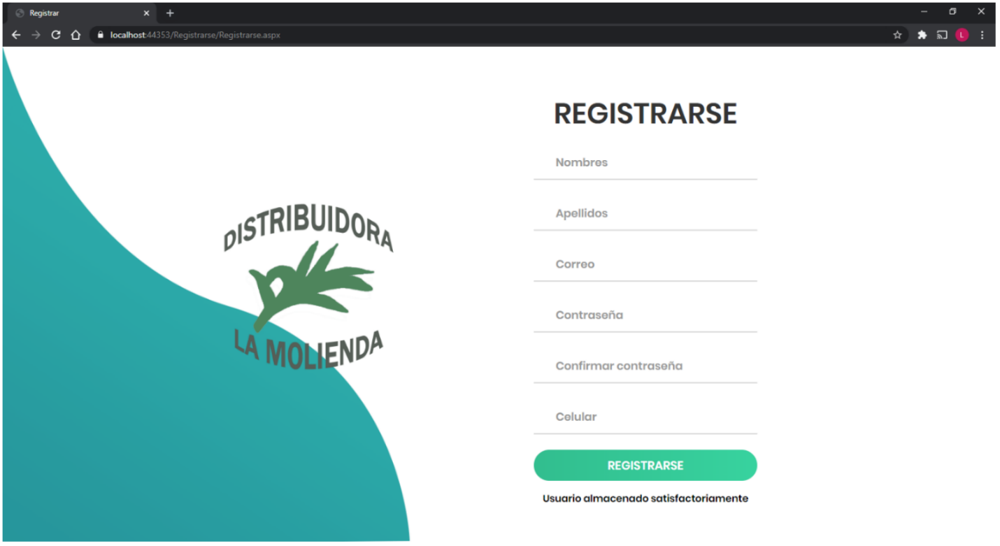 Registrar
localhost:44353/Registrarse/Registrarse.aspx
L
DISTRIBUIDORA
LA MOLIENDA
REGISTRARSE
Nombres
Apellidos
Correo
Contraseña
Confirmar contraseña
Celular
REGISTRARSE
Usuario almacenado satisfactoriamente